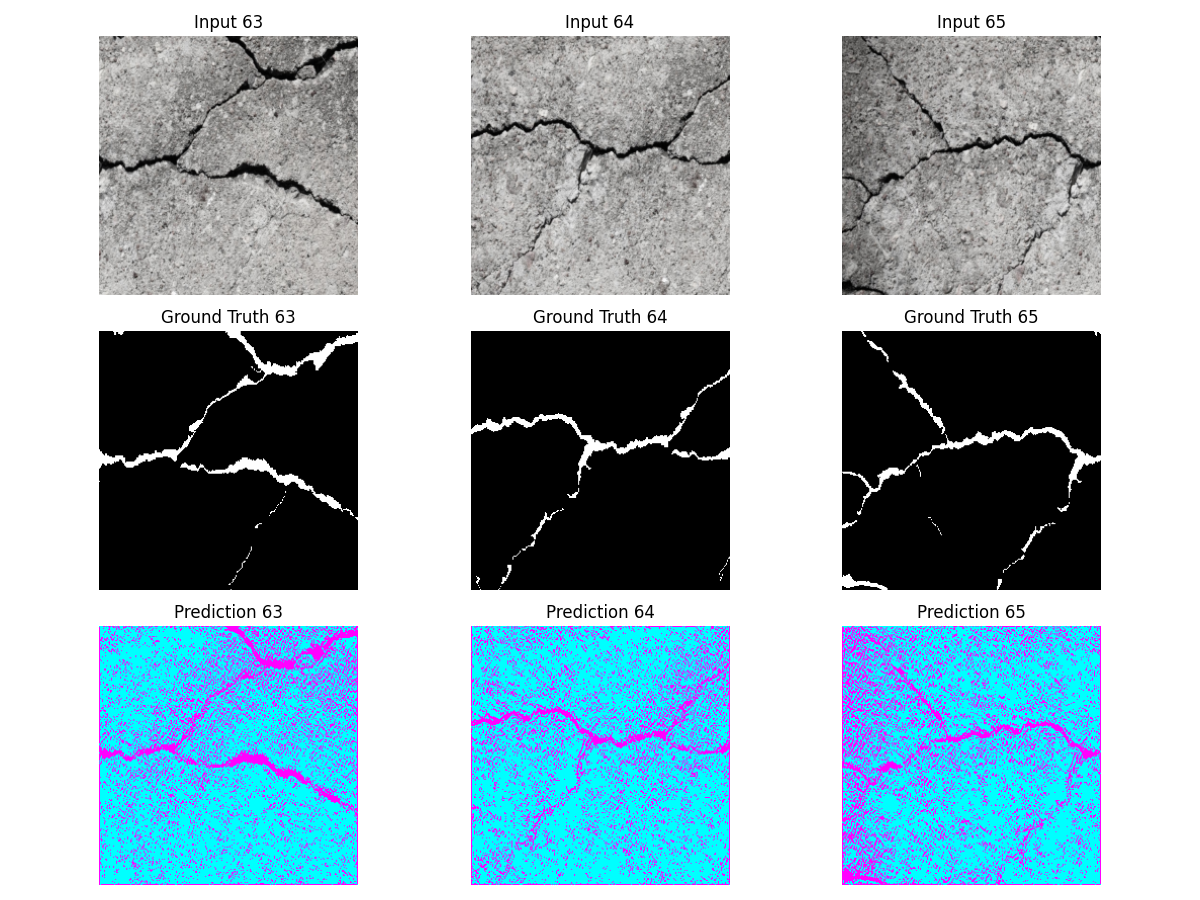 Input 63
Input 64
Input 65
Ground Truth 63
Ground Truth 64
Ground Truth 65
Prediction 63
Prediction 64
Prediction 65